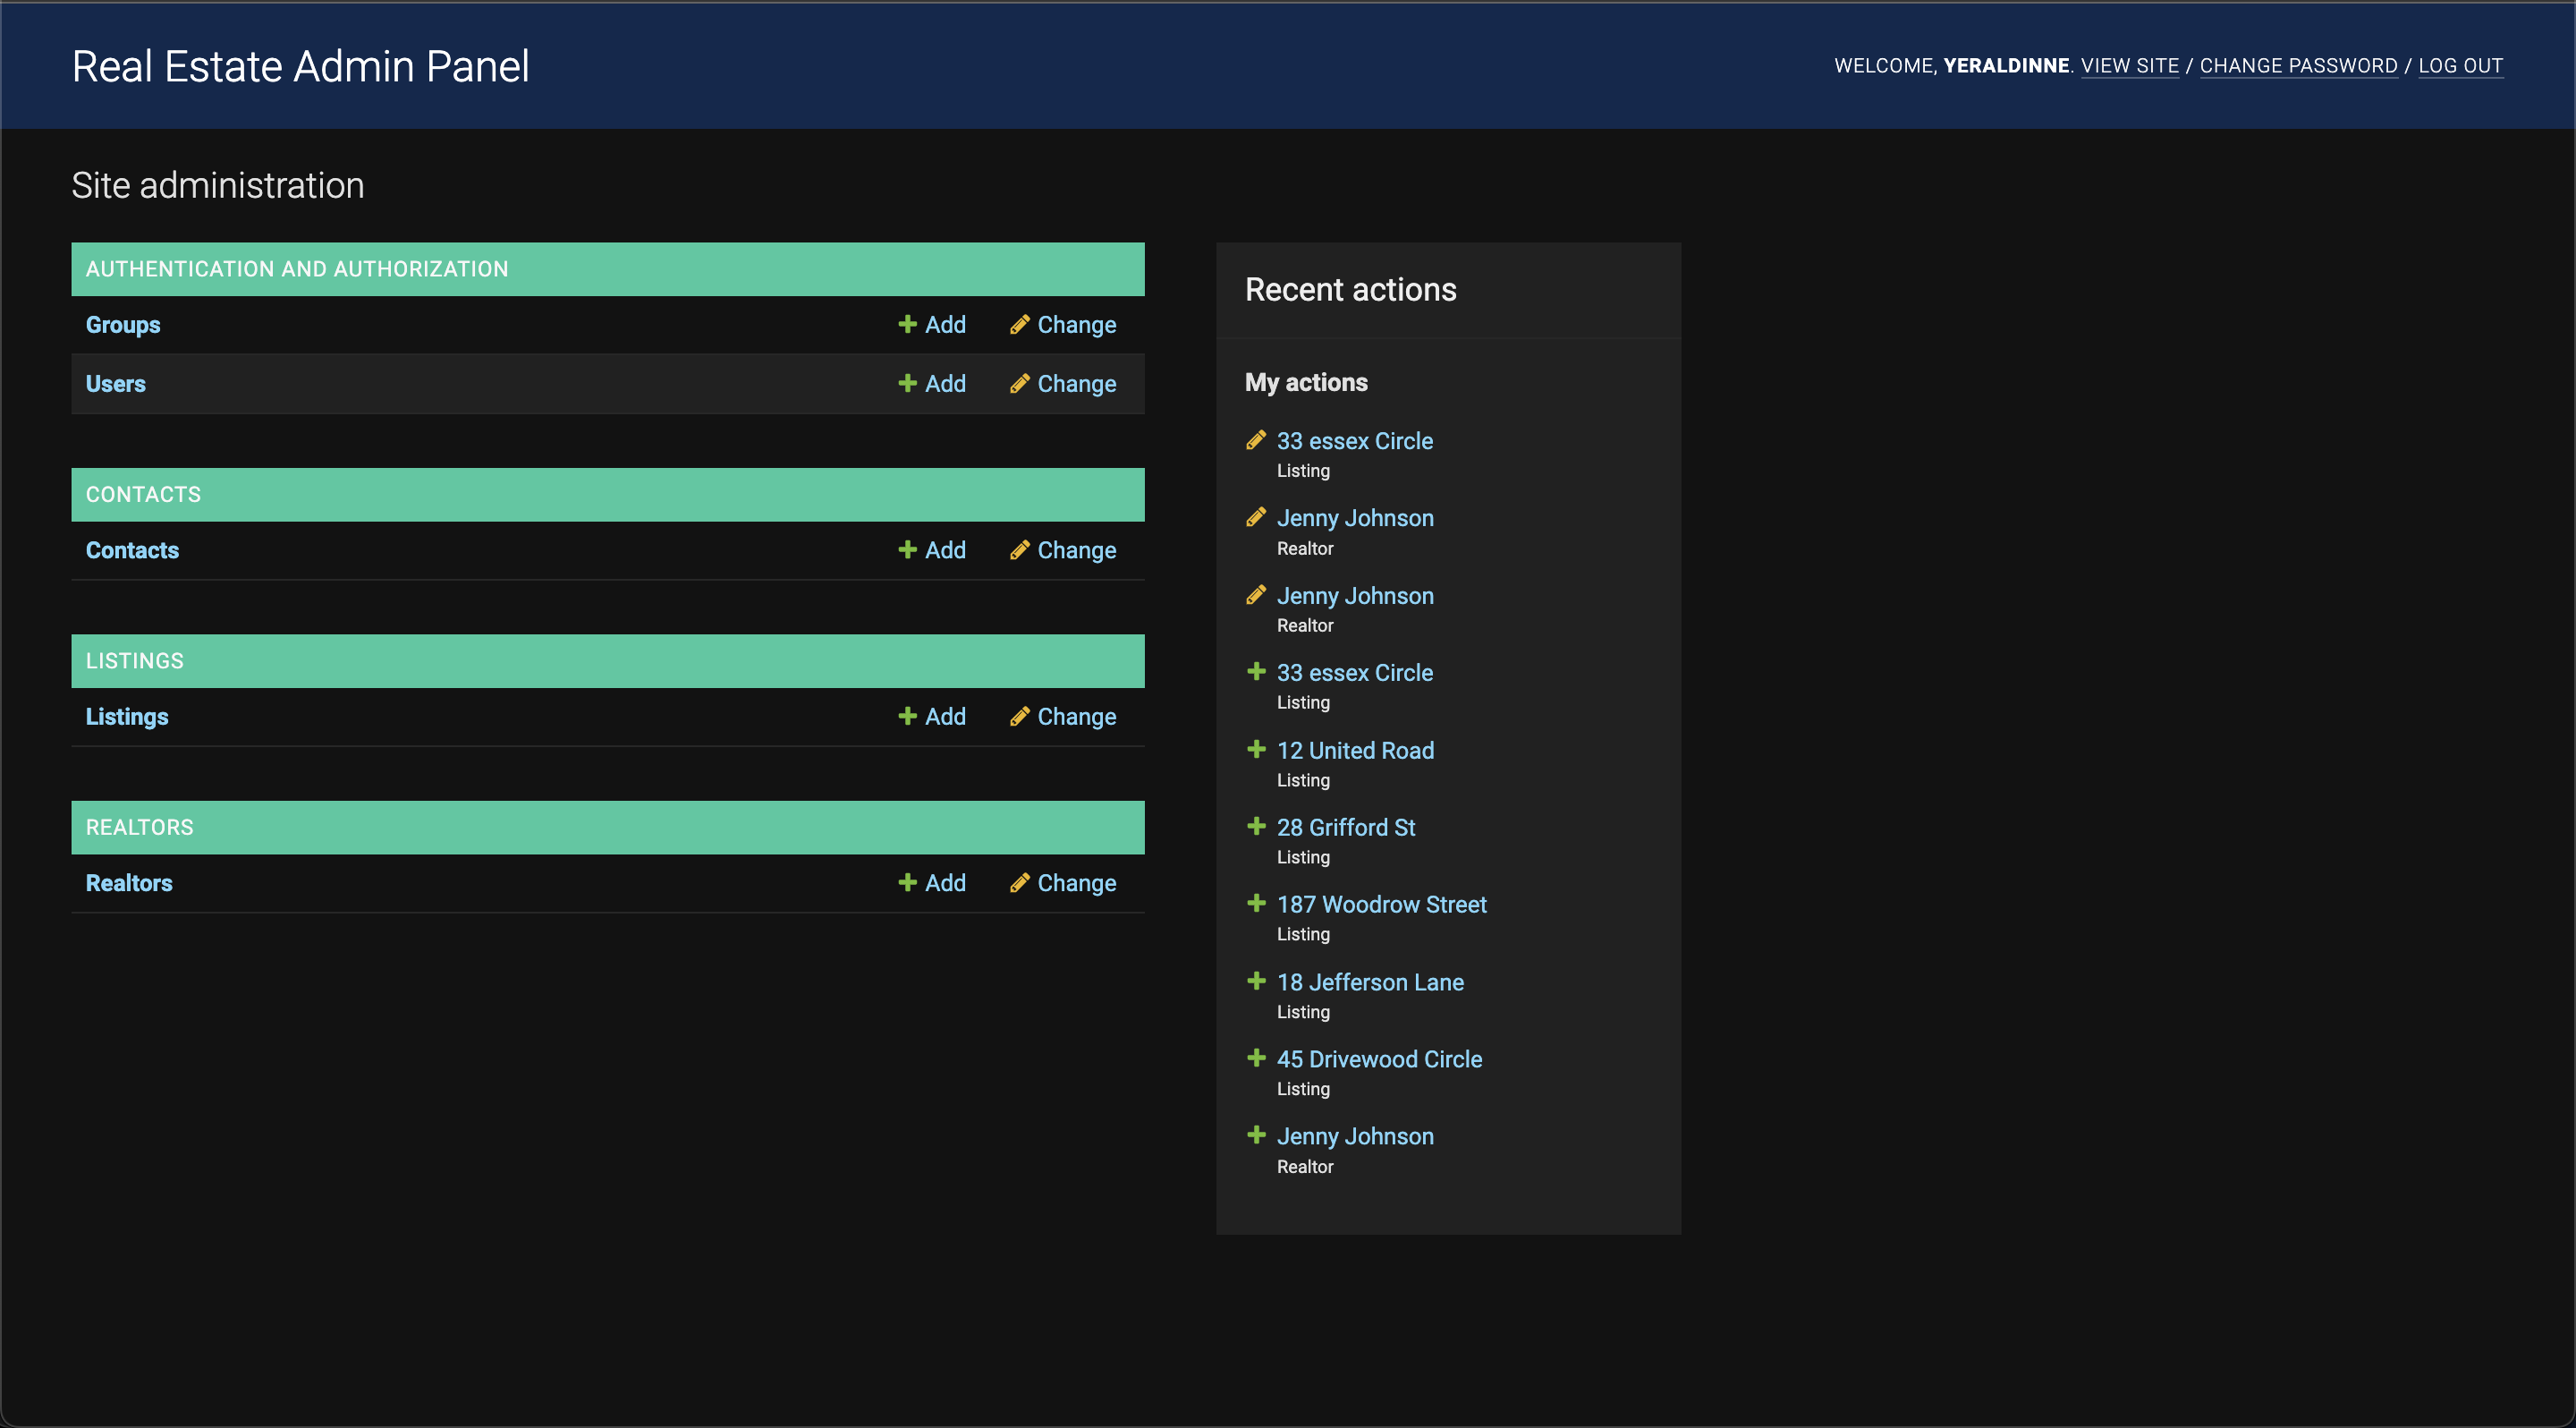 Real Estate Admin Panel
WELCOME, YERALDINNE. VIEW SITE / CHANGE PASSWORD / LOG OUT
Site administration
AUTHENTICATION AND AUTHORIZATION
Groups Add Change
Users Add Change
CONTACTS
Contacts Add Change
LISTINGS
Listings Add Change
REALTORS
Realtors Add Change
Recent actions
My actions
33 essex Circle
Listing
Jenny Johnson
Realtor
Jenny Johnson
Realtor
33 essex Circle
Listing
12 United Road
Listing
28 Grifford St
Listing
187 Woodrow Street
Listing
18 Jefferson Lane
Listing
45 Drivewood Circle
Listing
Jenny Johnson
Realtor